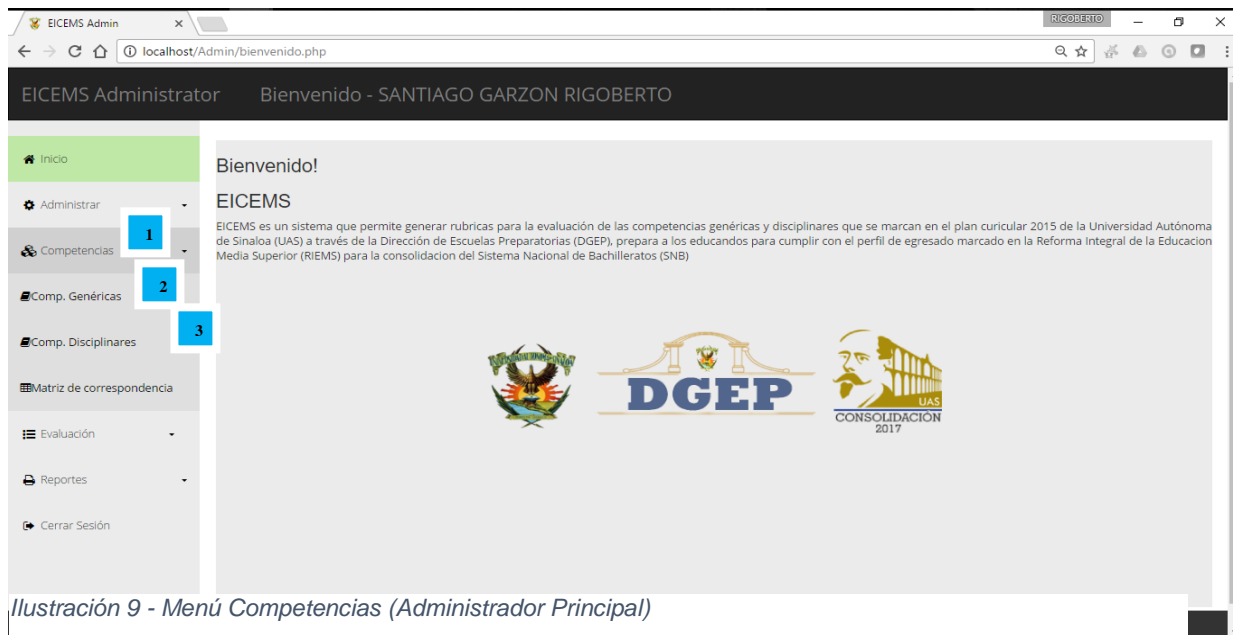 EICEMS Admin
RIGOBERTO
localhost/Admin/bienvenido.php
EICEMS Administrator Bienvenido - SANTIAGO GARZON RIGOBERTO
Inicio
Administrar
1
Competencias
2
Comp. Genéricas
3
Comp. Disciplinares
Matriz de correspondencia
Evaluación
Reportes
Cerrar Sesión
Bienvenido!
EICEMS
EICEMS es un sistema que permite generar rubricas para la evaluación de las competencias genéricas y disciplinares que se marcan en el plan curicular 2015 de la Universidad Autónoma
de Sinaloa (UAS) a través de la Dirección de Escuelas Preparatorias (DGEP), prepara a los educandos para cumplir con el perfil de egresado marcado en la Reforma Integral de la Educacion
Media Superior (RIEMS) para la consolidacion del Sistema Nacional de Bachilleratos (SNB)
DGEP
UAS
CONSOLIDACIÓN
2017
Ilustración 9 - Menú Competencias (Administrador Principal)